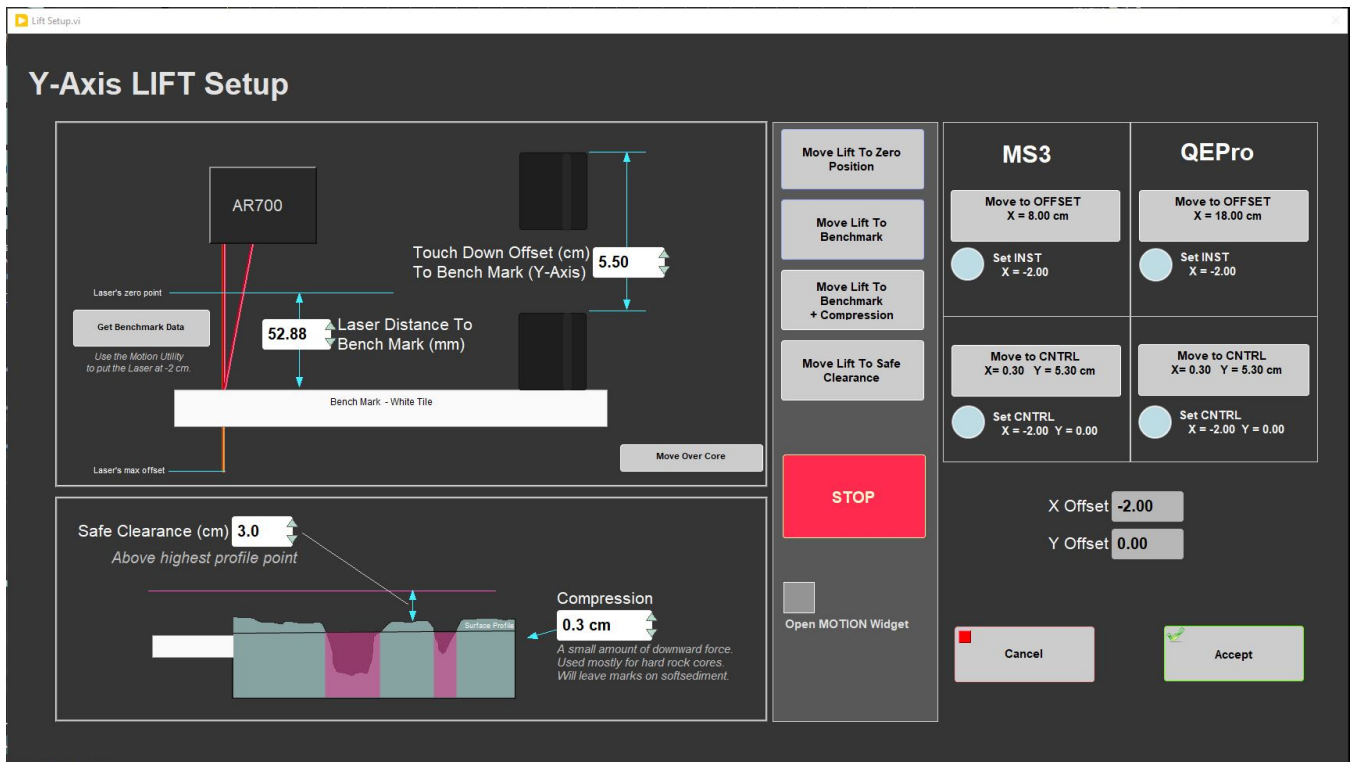 Lift Setup.vi
Y-Axis LIFT Setup
AR700
Touch Down Offset (cm)
To Bench Mark (Y-Axis)
5.50
Laser's zero point
Get Benchmark Data
Use the Motion Utility
to put the Laser at -2 cm.
52.88
Laser Distance To
Bench Mark (mm)
Bench Mark - White Tile
Laser's max offset
Move Over Core
Safe Clearance (cm)
3.0
Above highest profile point
Surface Profile
Compression
0.3 cm
A small amount of downward force.
Used mostly for hard rock cores.
Will leave marks on softsediment.
Move Lift To Zero
Position
Move Lift To
Benchmark
Move Lift To
Benchmark
+ Compression
Move Lift To Safe
Clearance
STOP
Open MOTION Widget
MS3
Move to OFFSET
X = 8.00 cm
Set INST
X = -2.00
Move to CNTRL
X= 0.30 Y = 5.30 cm
Set CNTRL
X = -2.00 Y = 0.00
QEPro
Move to OFFSET
X = 18.00 cm
Set INST
X = -2.00
Move to CNTRL
X= 0.30 Y = 5.30 cm
Set CNTRL
X = -2.00 Y = 0.00
X Offset -2.00
Y Offset 0.00
Cancel
Accept